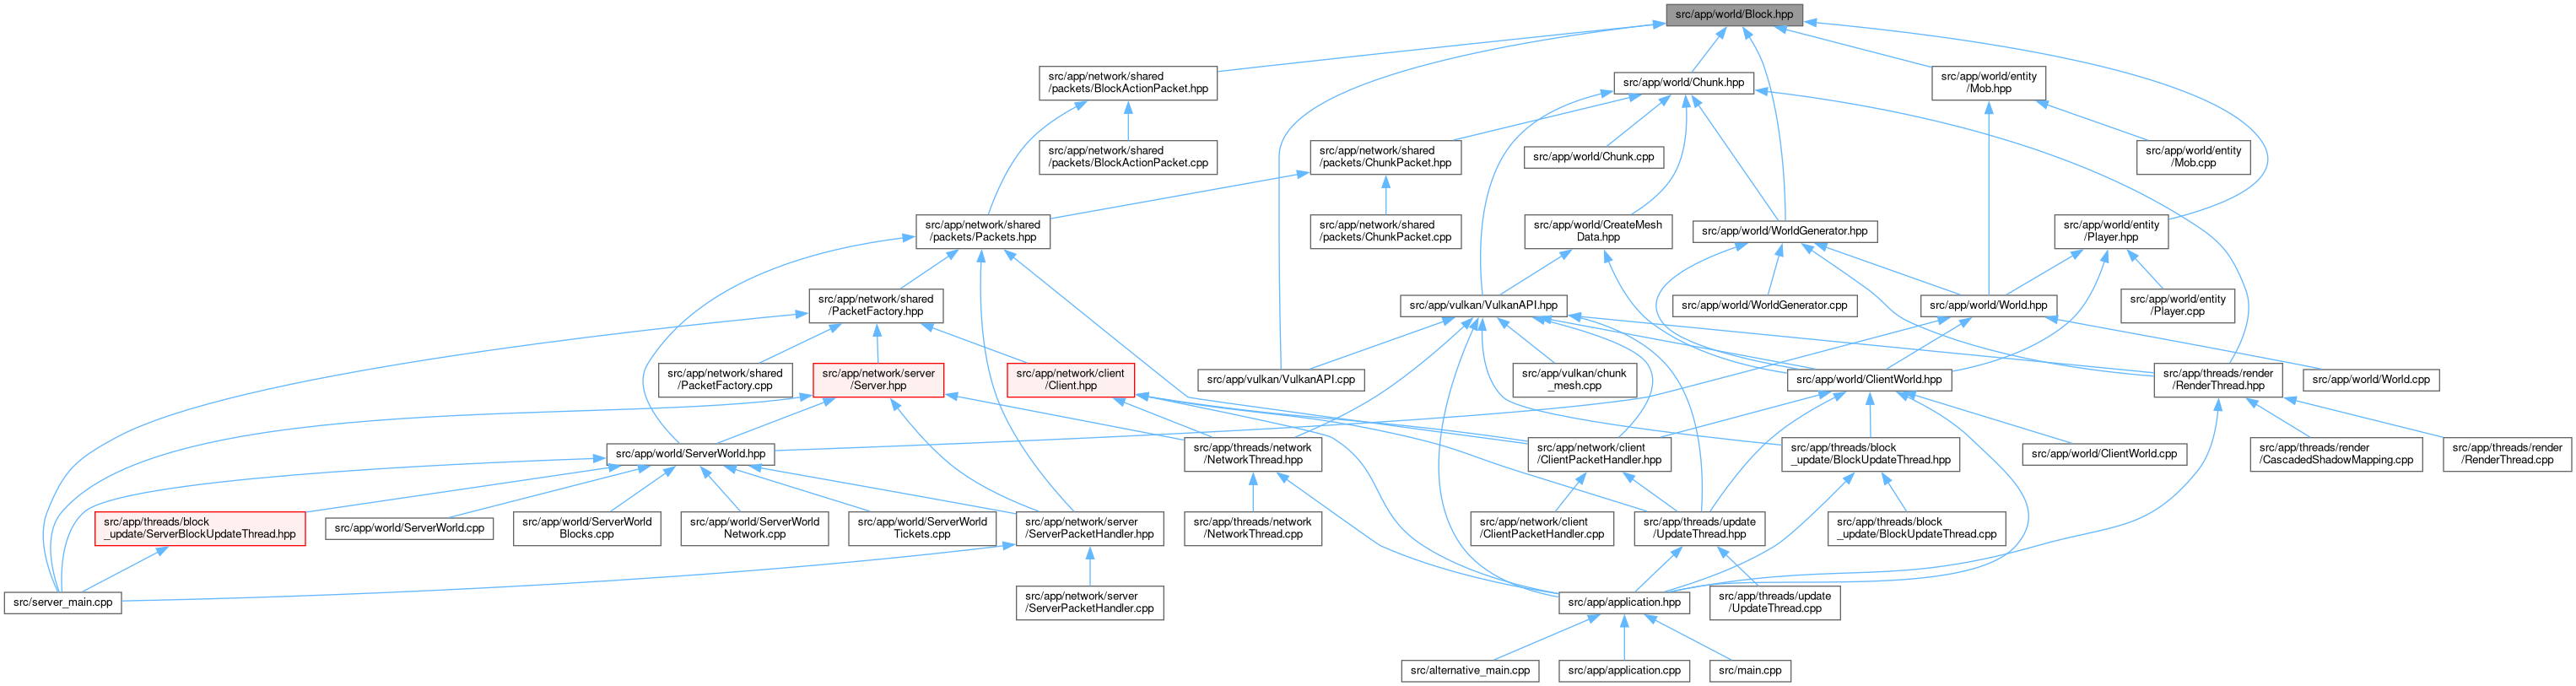 src/app/world/Block.hpp
src/app/network/shared
/packets/BlockActionPacket.hpp
src/app/world/Chunk.hpp
src/app/world/entity
/Mob.hpp
src/app/network/shared
/packets/BlockActionPacket.cpp
src/app/network/shared
/packets/ChunkPacket.hpp
src/app/world/Chunk.cpp
src/app/world/entity
/Mob.cpp
src/app/network/shared
/packets/Packets.hpp
src/app/network/shared
/packets/ChunkPacket.cpp
src/app/world/CreateMesh
Data.hpp
src/app/world/WorldGenerator.hpp
src/app/world/entity
/Player.hpp
src/app/network/shared
/PacketFactory.hpp
src/app/vulkan/VulkanAPI.hpp
src/app/world/WorldGenerator.cpp
src/app/world/World.hpp
src/app/world/entity
/Player.cpp
src/app/network/shared
/PacketFactory.cpp
src/app/network/server
/Server.hpp
src/app/network/client
/Client.hpp
src/app/vulkan/VulkanAPI.cpp
src/app/vulkan/chunk
_mesh.cpp
src/app/world/ClientWorld.hpp
src/app/threads/render
/RenderThread.hpp
src/app/world/World.cpp
src/app/world/ServerWorld.hpp
src/app/threads/network
/NetworkThread.hpp
src/app/network/client
/ClientPacketHandler.hpp
src/app/threads/block
_update/BlockUpdateThread.hpp
src/app/world/ClientWorld.cpp
src/app/threads/render
/CascadedShadowMapping.cpp
src/app/threads/render
/RenderThread.cpp
src/app/threads/block
_update/ServerBlockUpdateThread.hpp
src/app/world/ServerWorld.cpp
src/app/world/ServerWorld
Blocks.cpp
src/app/world/ServerWorld
Network.cpp
src/app/world/ServerWorld
Tickets.cpp
src/app/network/server
/ServerPacketHandler.hpp
src/app/threads/network
/NetworkThread.cpp
src/app/network/client
/ClientPacketHandler.cpp
src/app/threads/update
/UpdateThread.hpp
src/app/threads/block
_update/BlockUpdateThread.cpp
src/server_main.cpp
src/app/network/server
/ServerPacketHandler.cpp
src/app/application.hpp
src/app/threads/update
/UpdateThread.cpp
src/alternative_main.cpp
src/app/application.cpp
src/main.cpp